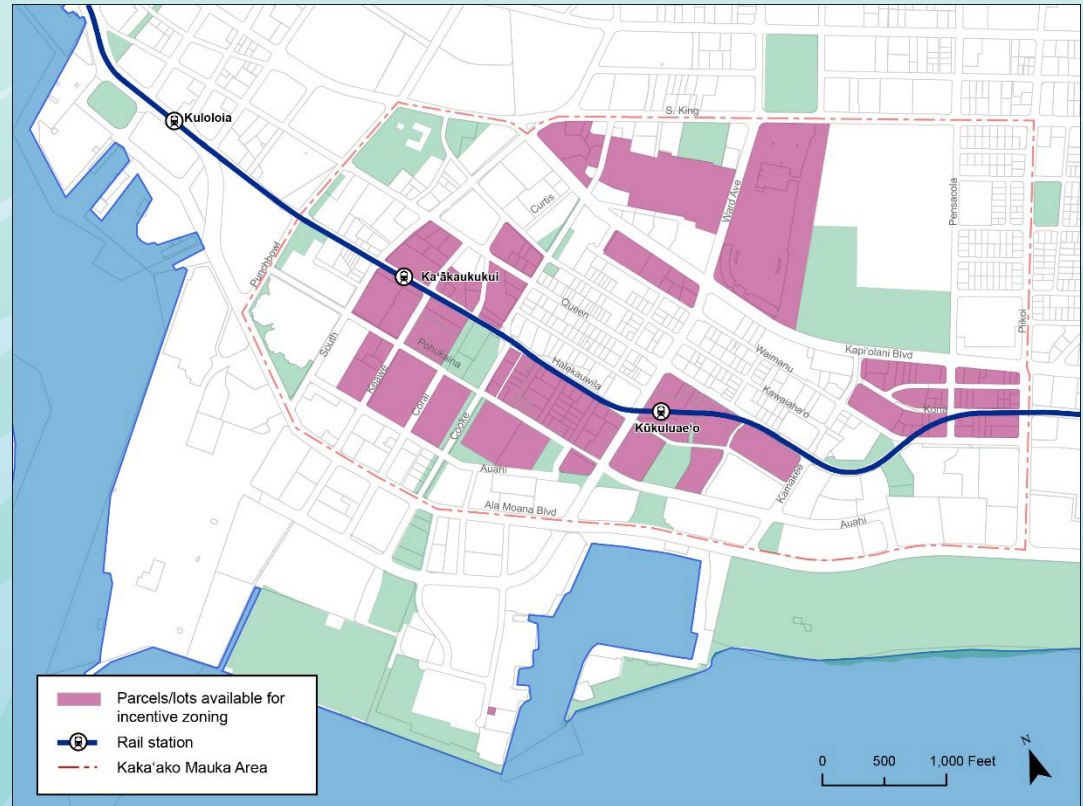 Kuloloia
S. King
Pensacola
Ward Ave
Curtis
Punchbowl
Ka‘ākaukukui
Piikoi
Queen
South
Waimanu
Kapi‘olani Blvd
Pohukaina
Halekauwila
Keawe
Kawaiaha‘o
Coral
Kona
Cooke
Kūkuluae‘o
Auahi
Kamakee
Ala Moana Blvd
Auahi
Parcels/lots available for
incentive zoning
Rail station
Kaka‘ako Mauka Area
N
0 500 1,000 Feet